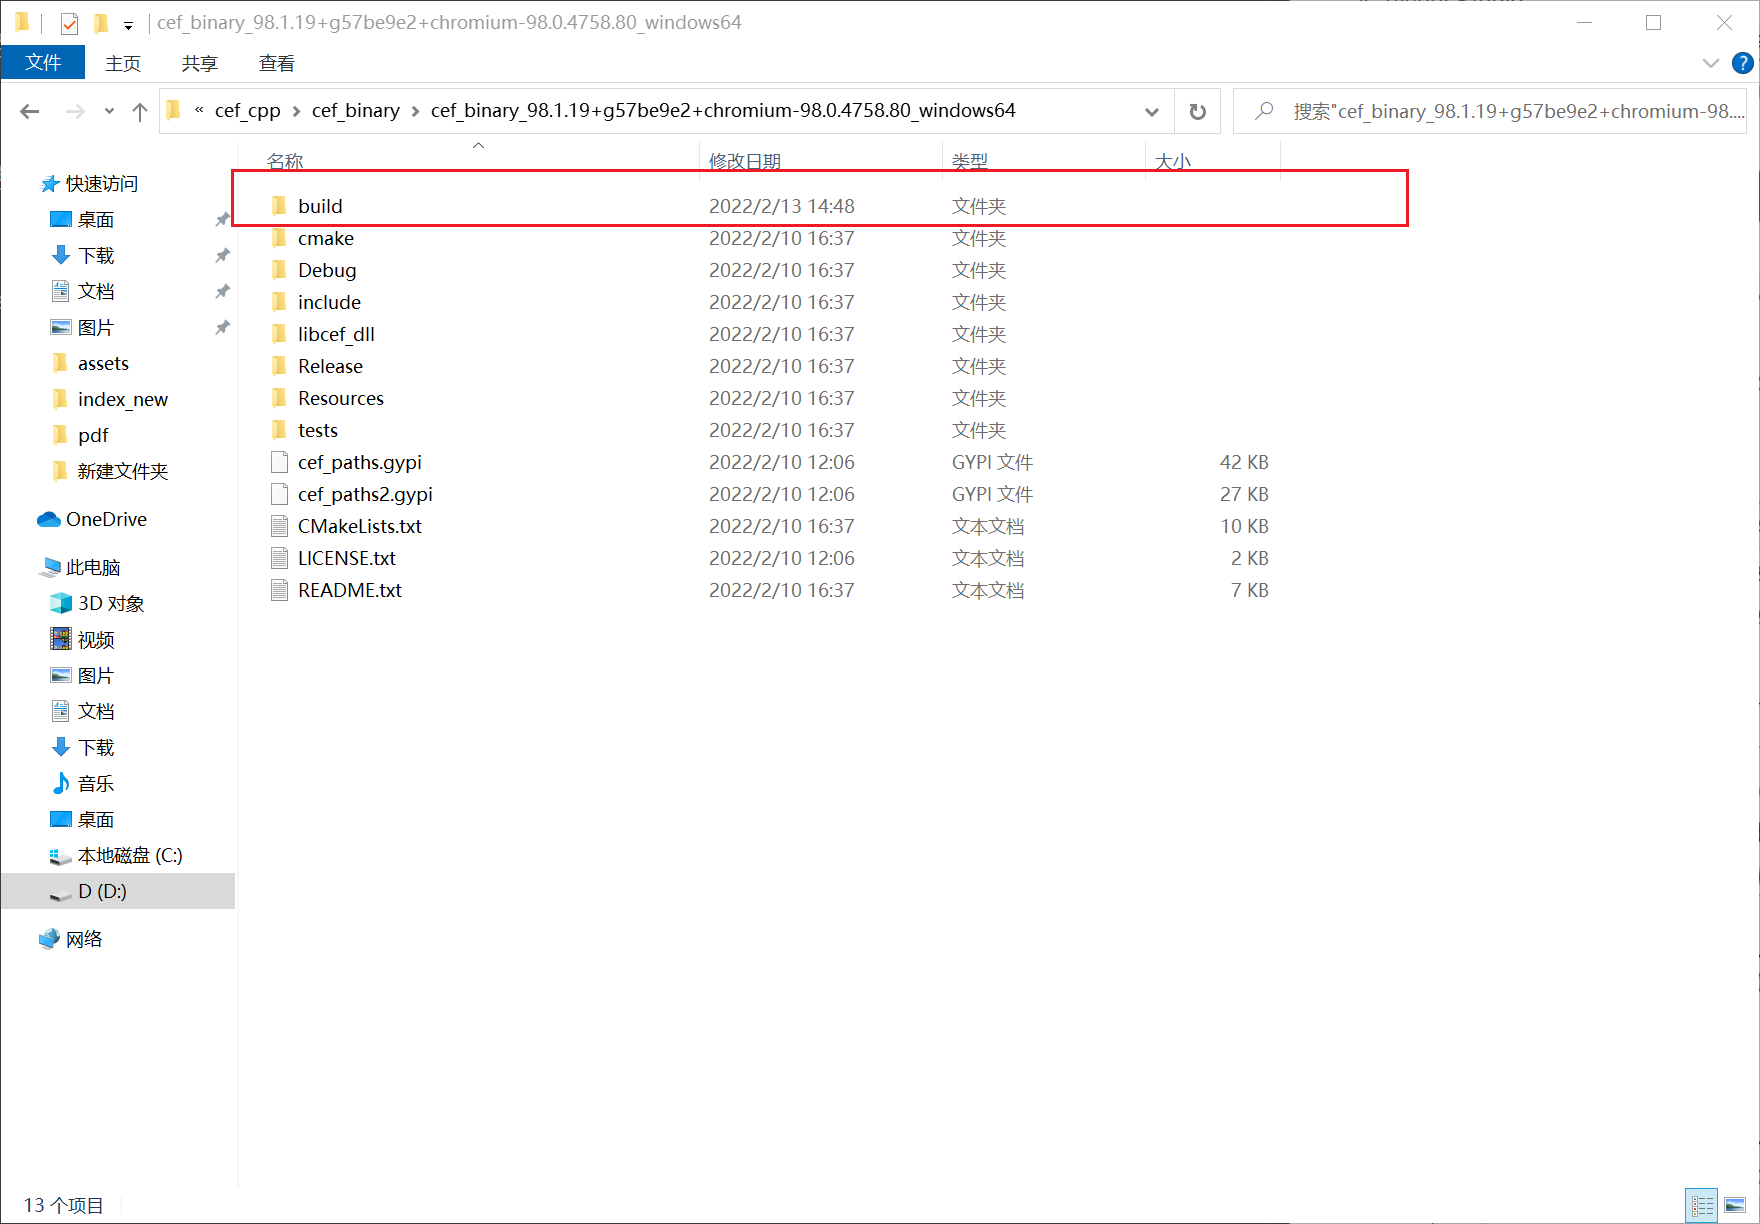 cef_binary_98.1.19+g57be9e2+chromium-98.0.4758.80_windows64
文件 主页 共享 查看
« cef_cpp › cef_binary › cef_binary_98.1.19+g57be9e2+chromium-98.0.4758.80_windows64
搜索"cef_binary_98.1.19+g57be9e2+chromium-98....
快速访问
桌面
下载
文档
图片
assets
index_new
pdf
新建文件夹
OneDrive
此电脑
3D 对象
视频
图片
文档
下载
音乐
桌面
本地磁盘 (C:)
D (D:)
网络
名称 修改日期 类型 大小
build 2022/2/13 14:48 文件夹
cmake 2022/2/10 16:37 文件夹
Debug 2022/2/10 16:37 文件夹
include 2022/2/10 16:37 文件夹
libcef_dll 2022/2/10 16:37 文件夹
Release 2022/2/10 16:37 文件夹
Resources 2022/2/10 16:37 文件夹
tests 2022/2/10 16:37 文件夹
cef_paths.gypi 2022/2/10 12:06 GYPI 文件 42 KB
cef_paths2.gypi 2022/2/10 12:06 GYPI 文件 27 KB
CMakeLists.txt 2022/2/10 16:37 文本文档 10 KB
LICENSE.txt 2022/2/10 12:06 文本文档 2 KB
README.txt 2022/2/10 16:37 文本文档 7 KB
13 个项目